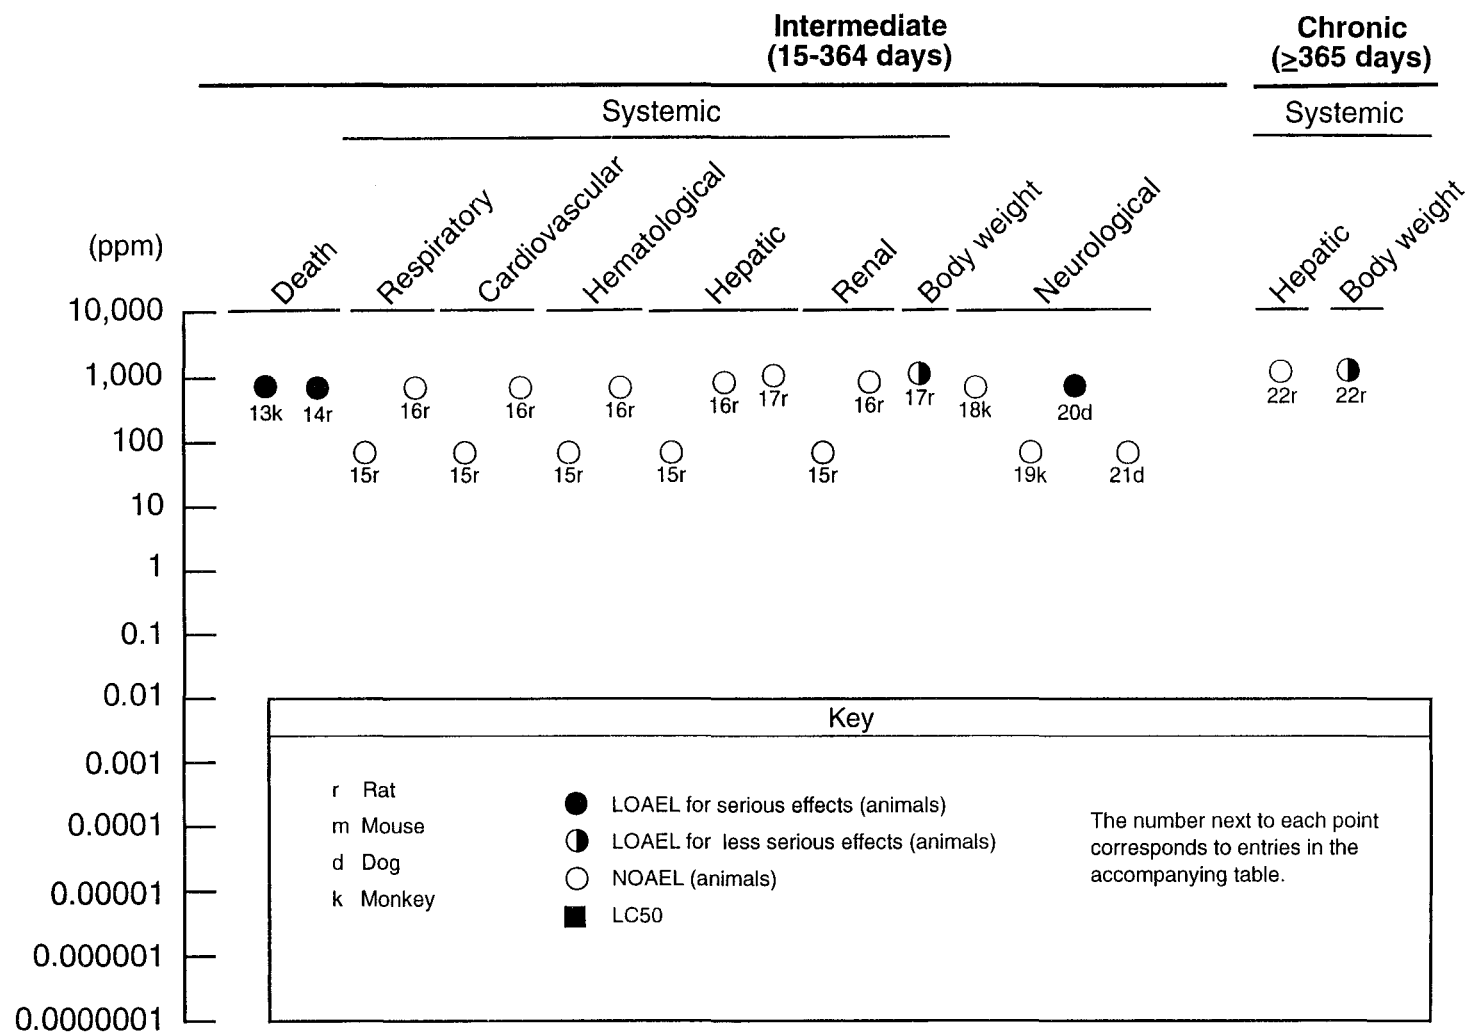 Intermediate
(15-364 days)
Chronic
(≥365 days)
Systemic
Systemic
(ppm)
Death
Respiratory
Cardiovascular
Hematological
Hepatic
Renal
Body weight
Neurological
Hepatic
Body weight
10,000
1,000
13k
14r
16r
16r
16r
16r
17r
16r
17r
18k
20d
22r
22r
100
15r
15r
15r
15r
15r
19k
21d
10
1
0.1
0.01
0.001
0.0001
0.00001
0.000001
0.0000001
Key
r Rat
m Mouse
d Dog
k Monkey
LOAEL for serious effects (animals)
LOAEL for less serious effects (animals)
NOAEL (animals)
LC50
The number next to each point
corresponds to entries in the
accompanying table.